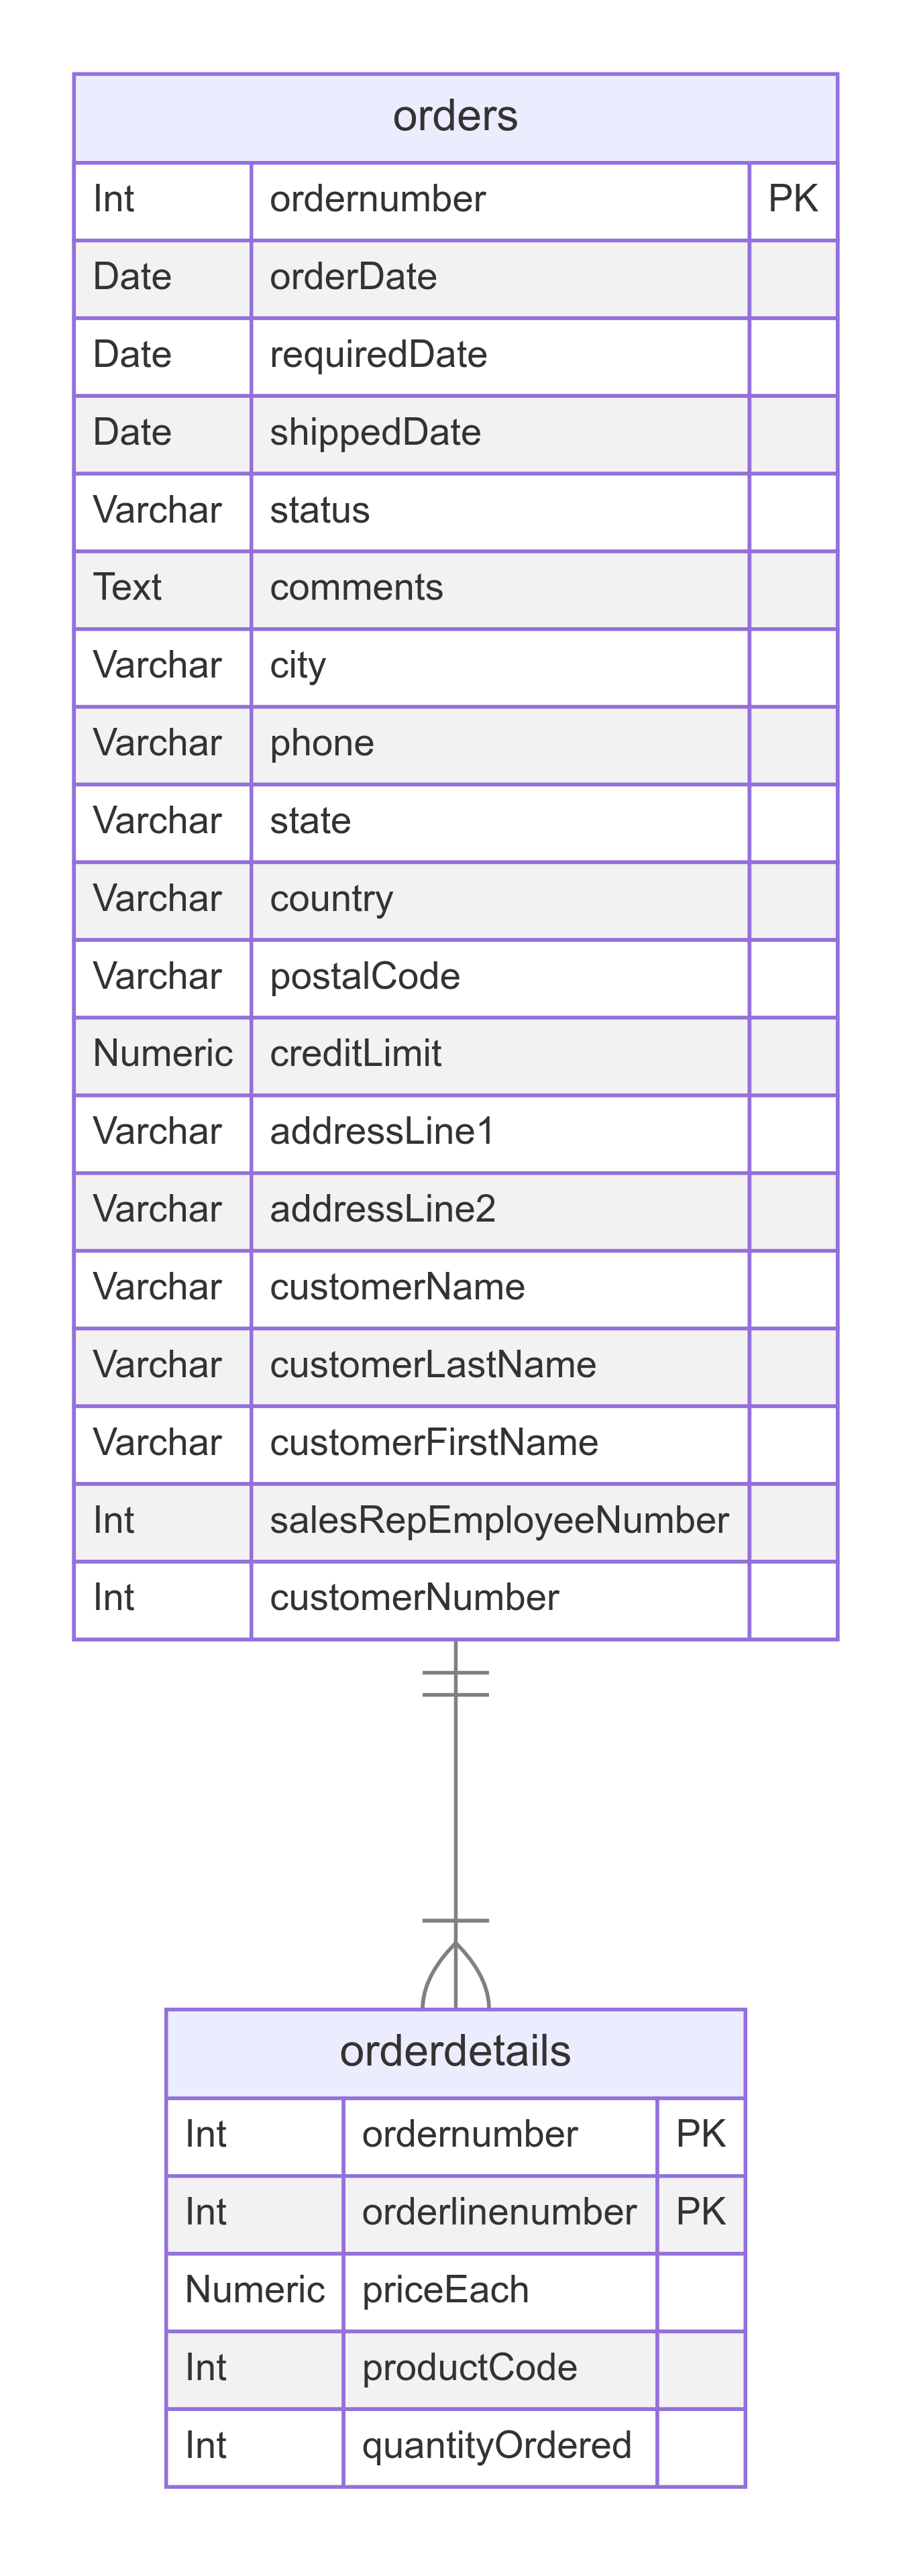 orders
Int ordernumber PK
Date orderDate
Date requiredDate
Date shippedDate
Varchar status
Text comments
Varchar city
Varchar phone
Varchar state
Varchar country
Varchar postalCode
Numeric creditLimit
Varchar addressLine1
Varchar addressLine2
Varchar customerName
Varchar customerLastName
Varchar customerFirstName
Int salesRepEmployeeNumber
Int customerNumber
orderdetails
Int ordernumber PK
Int orderlinenumber PK
Numeric priceEach
Int productCode
Int quantityOrdered